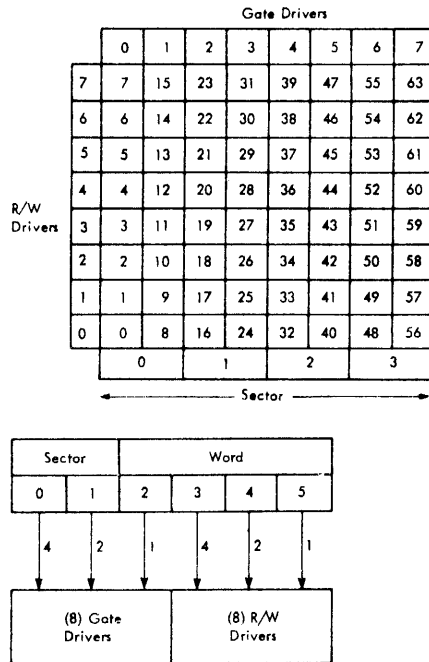 Gate Drivers
0 1 2 3 4 5 6 7
7 7 15 23 31 39 47 55 63
6 6 14 22 30 38 46 54 62
5 5 13 21 29 37 45 53 61
4 4 12 20 28 36 44 52 60
R/W
Drivers
3 3 11 19 27 35 43 51 59
2 2 10 18 26 34 42 50 58
1 1 9 17 25 33 41 49 57
0 0 8 16 24 32 40 48 56
0 1 2 3
Sector
Sector Word
0 1 2 3 4 5
4 2 1 4 2 1
(8) Gate (8) R/W
Drivers Drivers